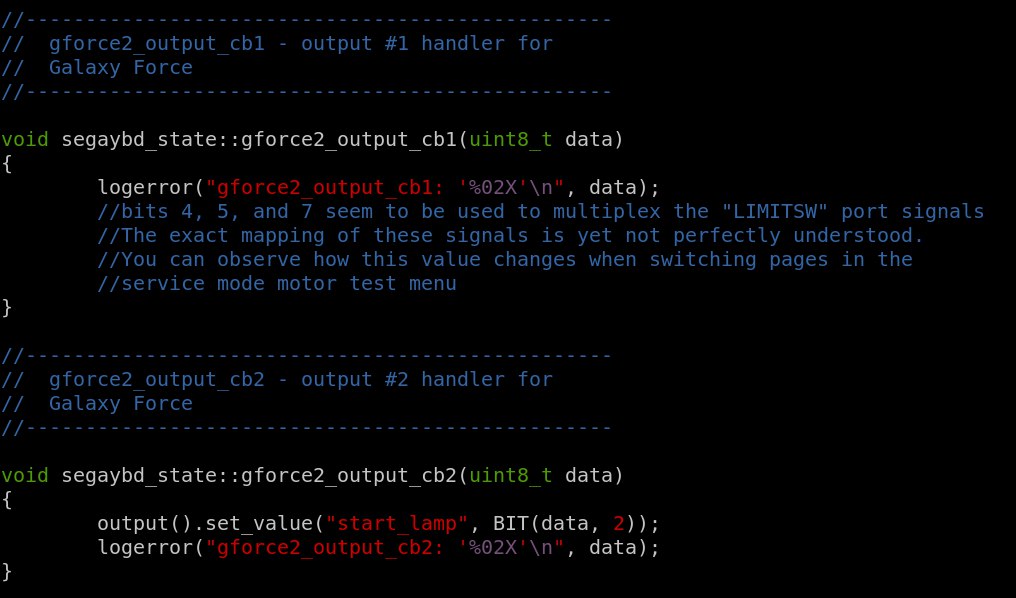 //-------------------------------------------------
//  gforce2_output_cb1 - output #1 handler for
//  Galaxy Force
//-------------------------------------------------
void segaybd_state::gforce2_output_cb1(uint8_t data)
{
        logerror("gforce2_output_cb1: '%02X'\n", data);
        //bits 4, 5, and 7 seem to be used to multiplex the "LIMITSW" port signals
        //The exact mapping of these signals is yet not perfectly understood.
        //You can observe how this value changes when switching pages in the
        //service mode motor test menu
}
//-------------------------------------------------
//  gforce2_output_cb2 - output #2 handler for
//  Galaxy Force
//-------------------------------------------------
void segaybd_state::gforce2_output_cb2(uint8_t data)
{
        output().set_value("start_lamp", BIT(data, 2));
        logerror("gforce2_output_cb2: '%02X'\n", data);
}